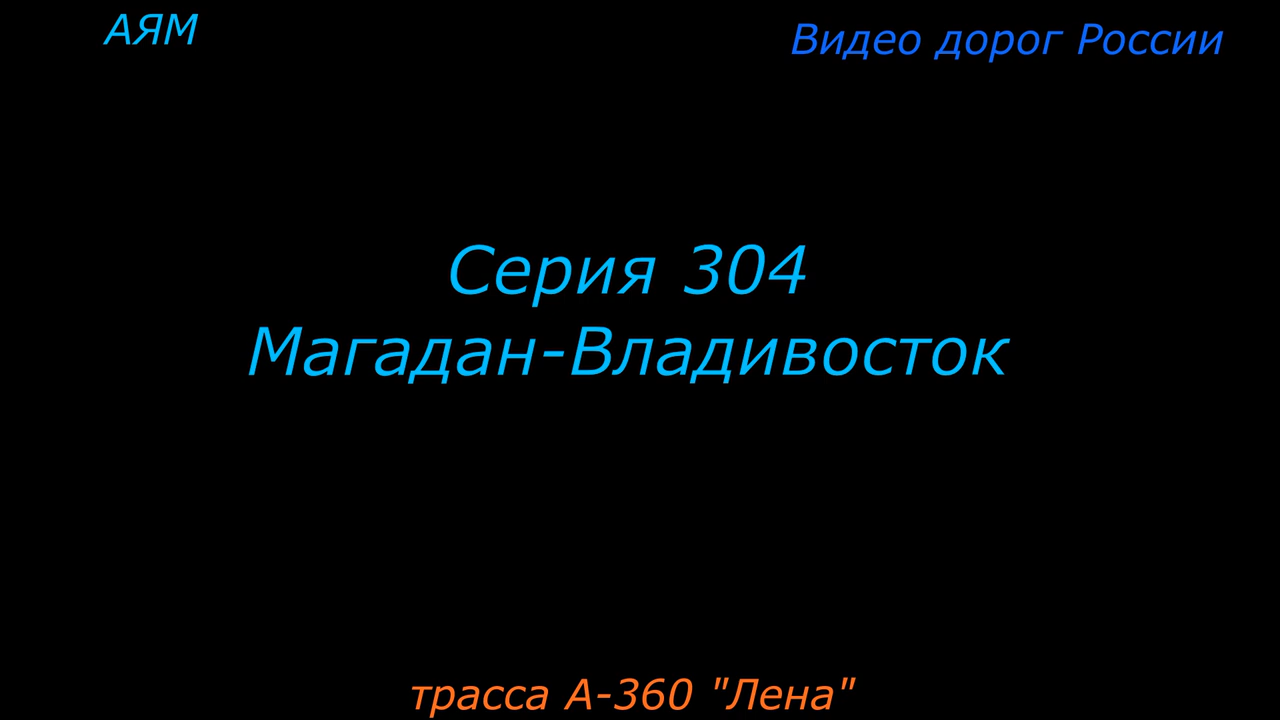 АЯМ
Видео дорог России
Серия 304
Магадан-Владивосток
трасса А-360 "Лена"